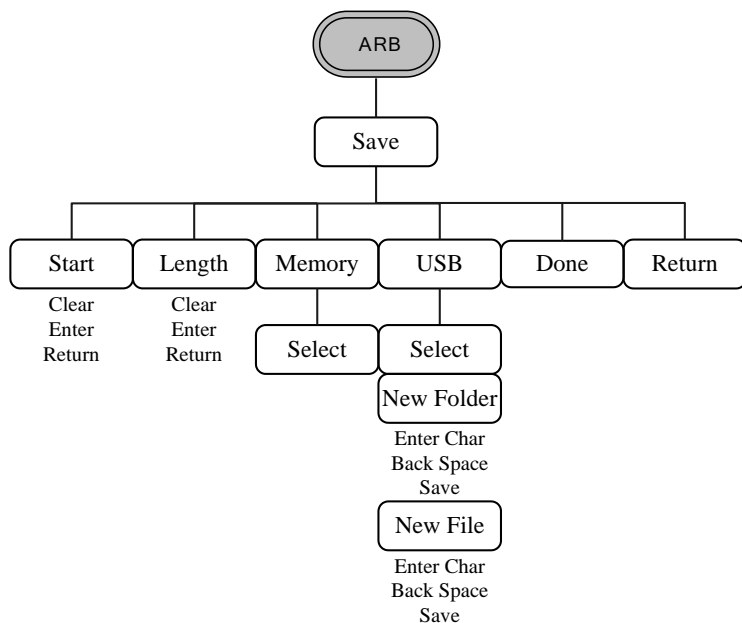 ARB
Save
Start
Length
Memory
USB
Done
Return
Clear
Enter
Return
Clear
Enter
Return
Select
Select
New Folder
Enter Char
Back Space
Save
New File
Enter Char
Back Space
Save